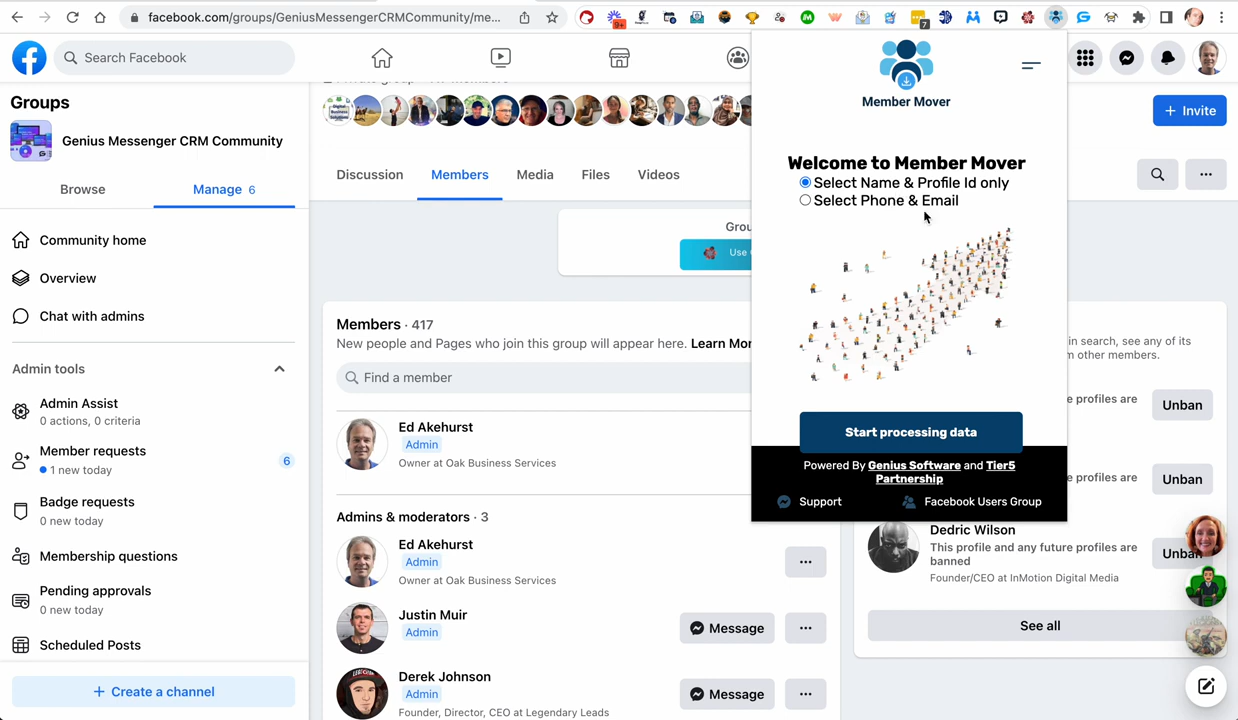 facebook.com/groups/GeniusMessengerCRMCommunity/me...
9+
7
Search Facebook
Member Mover
Groups
Genius Messenger CRM Community
Browse
Manage 6
Community home
Overview
Chat with admins
Admin tools
Admin Assist
0 actions, 0 criteria
Member requests
1 new today
6
Badge requests
0 new today
Membership questions
Pending approvals
0 new today
Scheduled Posts
+ Create a channel
+ Invite
Discussion
Members
Media
Files
Videos
Grou
Use
Members · 417
New people and Pages who join this group will appear here. Learn Mor
Find a member
Ed Akehurst
Admin
Owner at Oak Business Services
Admins & moderators · 3
Ed Akehurst
Admin
Owner at Oak Business Services
Justin Muir
Admin
Message
Derek Johnson
Admin
Founder, Director, CEO at Legendary Leads
Message
Welcome to Member Mover
Select Name & Profile Id only
Select Phone & Email
Start processing data
Powered By Genius Software and Tier5
Partnership
Support
Facebook Users Group
in search, see any of its
m other members.
e profiles are
Unban
e profiles are
Unban
Dedric Wilson
This profile and any future profiles are
banned
Founder/CEO at InMotion Digital Media
Unban
See all